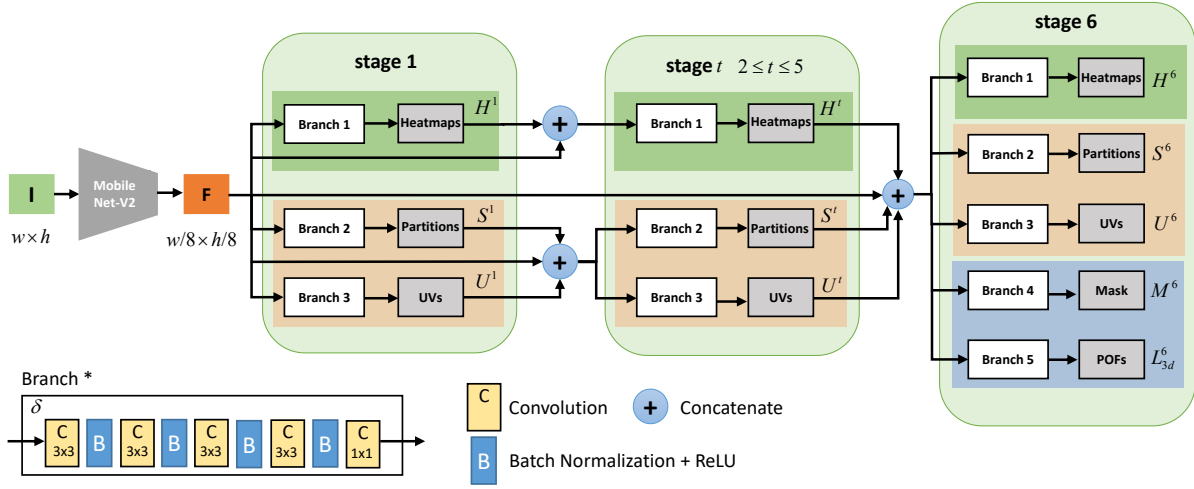 stage 1
stage t 2 ≤ t ≤ 5
stage 6
Branch 1
Heatmaps
H^1
Branch 1
Heatmaps
H^t
Branch 1
Heatmaps
H^6
I
w×h
Mobile
Net-V2
F
w/8×h/8
Branch 2
Partitions
S^1
Branch 3
UVs
U^1
Branch 2
Partitions
S^t
Branch 3
UVs
U^t
Branch 2
Partitions
S^6
Branch 3
UVs
U^6
Branch 4
Mask
M^6
Branch 5
POFs
L_{3d}^6
+
+
+
Branch *
δ
C
3x3
B
C
3x3
B
C
3x3
B
C
3x3
B
C
1x1
C
Convolution
+
Concatenate
B
Batch Normalization + ReLU